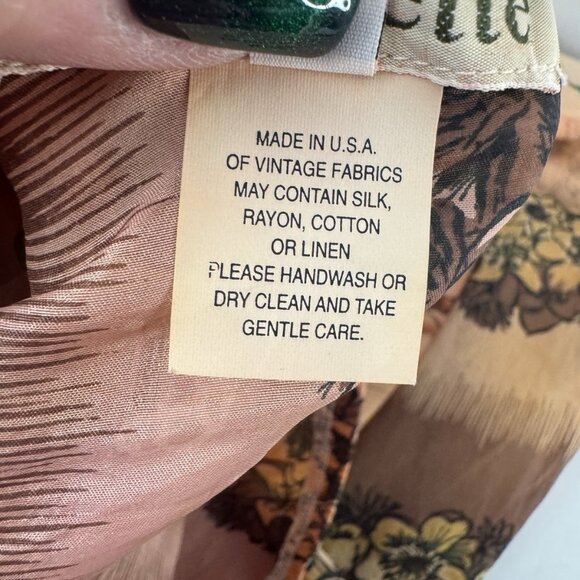 MADE IN U.S.A.
OF VINTAGE FABRICS
MAY CONTAIN SILK,
RAYON, COTTON
OR LINEN
PLEASE HANDWASH OR
DRY CLEAN AND TAKE
GENTLE CARE.